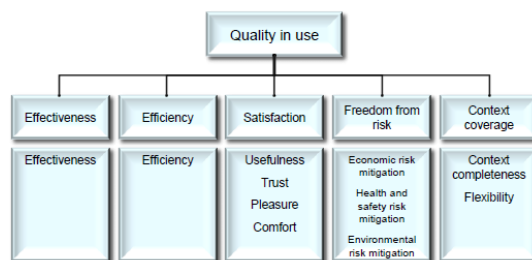 Quality in use
Effectiveness
Efficiency
Satisfaction
Freedom from
risk
Context
coverage
Effectiveness
Efficiency
Usefulness
Trust
Pleasure
Comfort
Economic risk
mitigation
Health and
safety risk
mitigation
Environmental
risk mitigation
Context
completeness
Flexibility